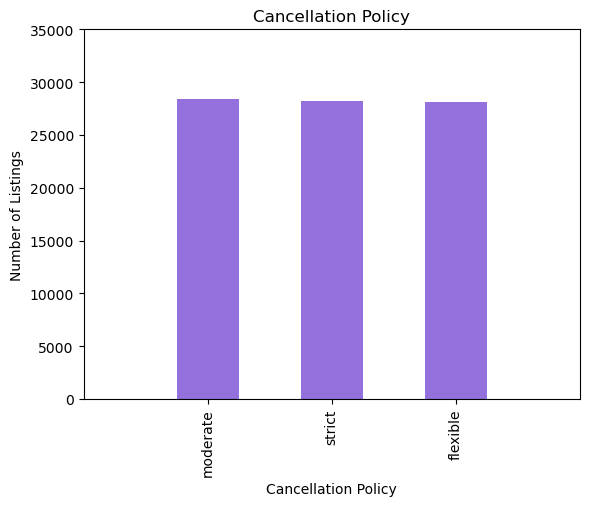 Cancellation Policy
35000
30000
25000
20000
15000
10000
5000
0
Number of Listings
moderate
strict
flexible
Cancellation Policy